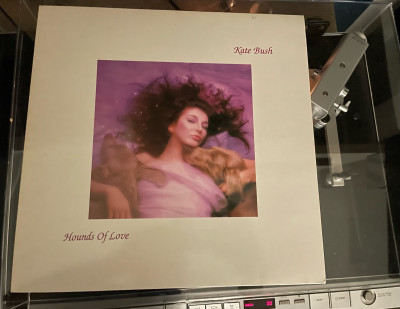 Kate Bush
Hounds Of Love